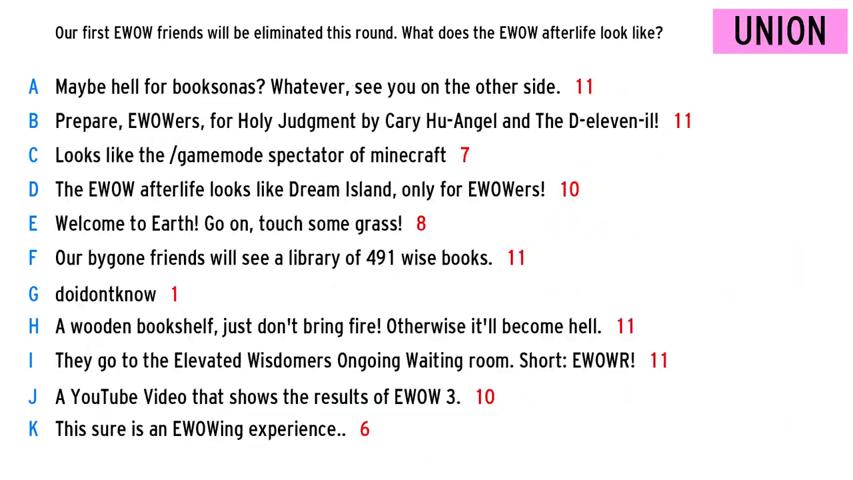 Our first EWOW friends will be eliminated this round. What does the EWOW afterlife look like?
UNION
A Maybe hell for booksonas? Whatever, see you on the other side. 11
B Prepare, EWOWers, for Holy Judgment by Cary Hu-Angel and The D-eleven-il! 11
C Looks like the /gamemode spectator of minecraft 7
D The EWOW afterlife looks like Dream Island, only for EWOWers! 10
E Welcome to Earth! Go on, touch some grass! 8
F Our bygone friends will see a library of 491 wise books. 11
G doidontknow 1
H A wooden bookshelf, just don't bring fire! Otherwise it'll become hell. 11
I They go to the Elevated Wisdomers Ongoing Waiting room. Short: EWOWR! 11
J A YouTube Video that shows the results of EWOW 3. 10
K This sure is an EWOWing experience.. 6